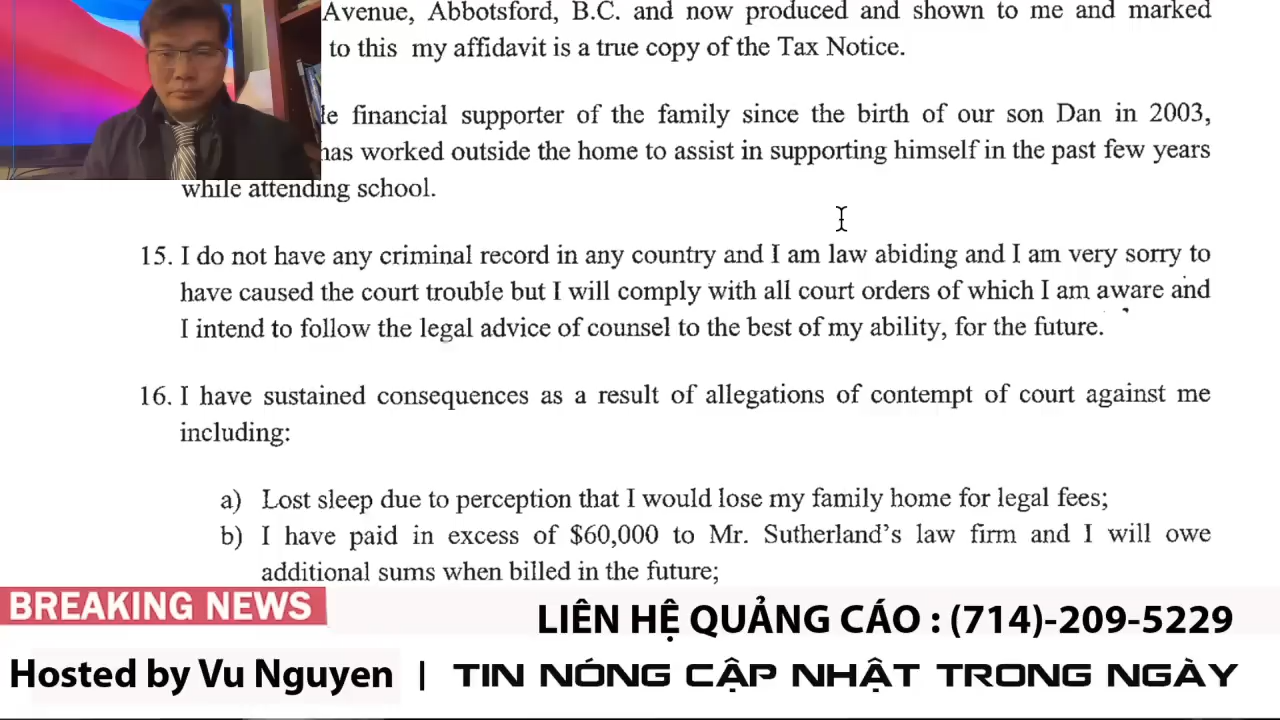 Avenue, Abbotsford, B.C. and now produced and shown to me and marked
to this my affidavit is a true copy of the Tax Notice.
financial supporter of the family since the birth of our son Dan in 2003,
has worked outside the home to assist in supporting himself in the past few years
while attending school.
15. I do not have any criminal record in any country and I am law abiding and I am very sorry to
have caused the court trouble but I will comply with all court orders of which I am aware and
I intend to follow the legal advice of counsel to the best of my ability, for the future.
16. I have sustained consequences as a result of allegations of contempt of court against me
including:
a) Lost sleep due to perception that I would lose my family home for legal fees;
b) I have paid in excess of $60,000 to Mr. Sutherland's law firm and I will owe
additional sums when billed in the future;
BREAKING NEWS
LIÊN HỆ QUẢNG CÁO : (714)-209-5229
Hosted by Vu Nguyen | TIN NÓNG CẬP NHẬT TRONG NGÀY